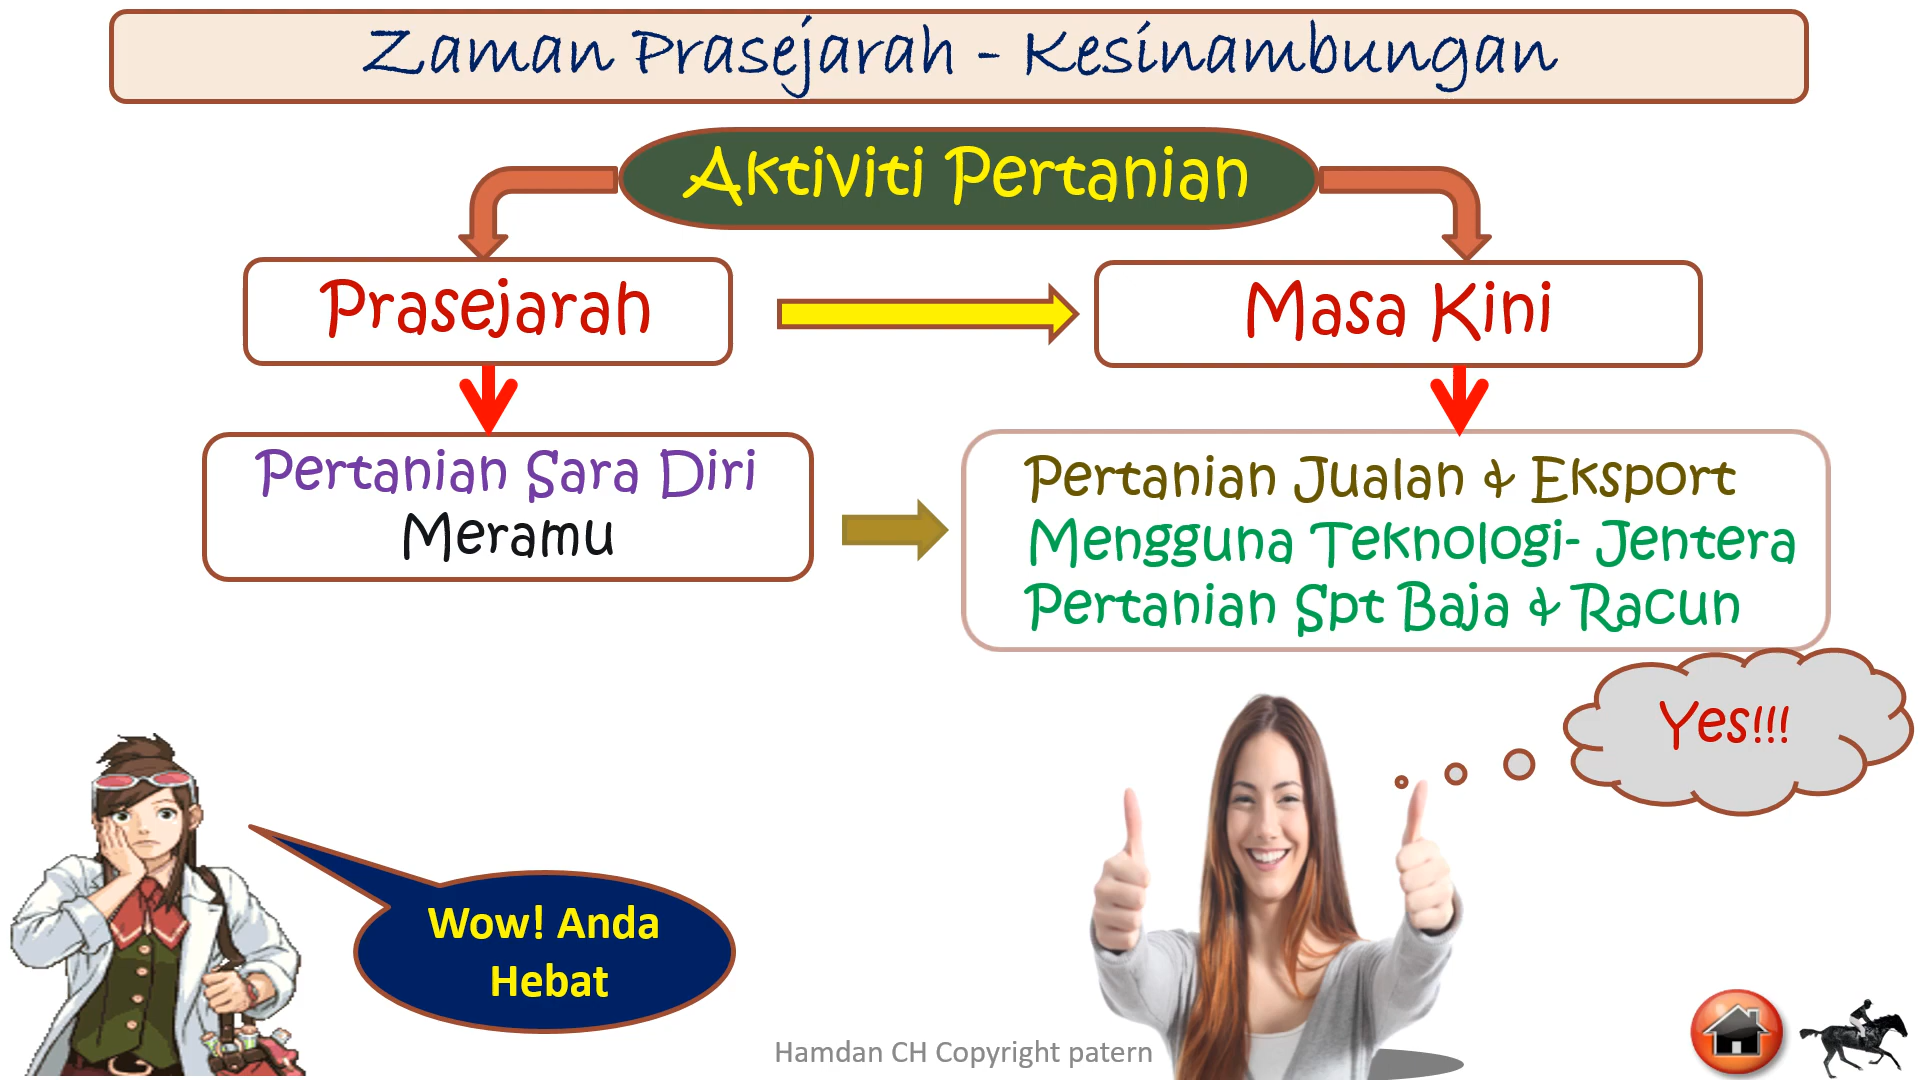 Zaman Prasejarah - Kesinambungan
Aktiviti Pertanian
Prasejarah
Masa Kini
Pertanian Sara Diri
Meramu
Pertanian Jualan & Eksport
Mengguna Teknologi- Jentera
Pertanian Spt Baja & Racun
Yes!!!
Wow! Anda
Hebat
Hamdan CH Copyright patern